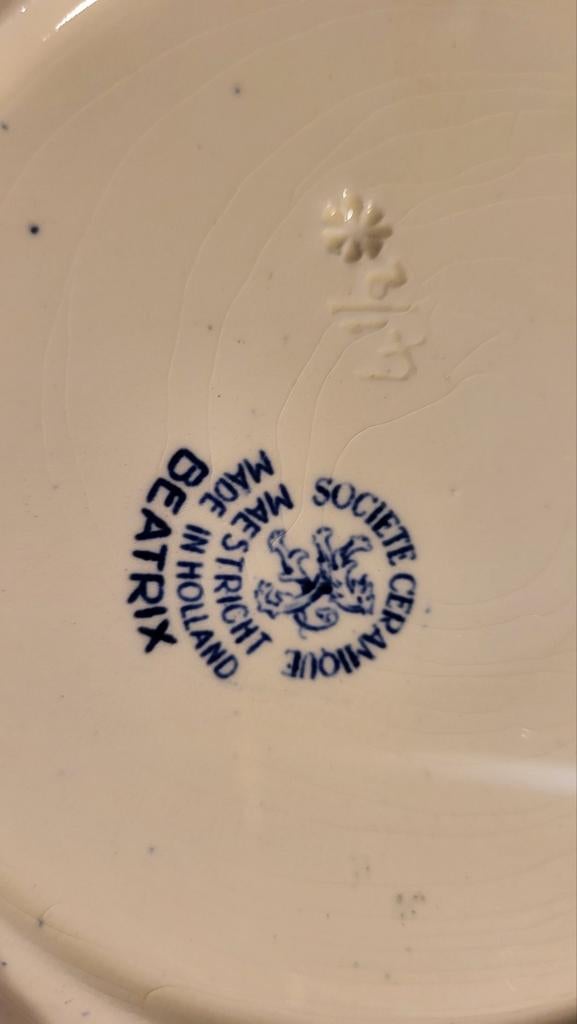 SOCIETE CERAMIQUE
MAESTRICHT
MADE IN HOLLAND
BEATRIX